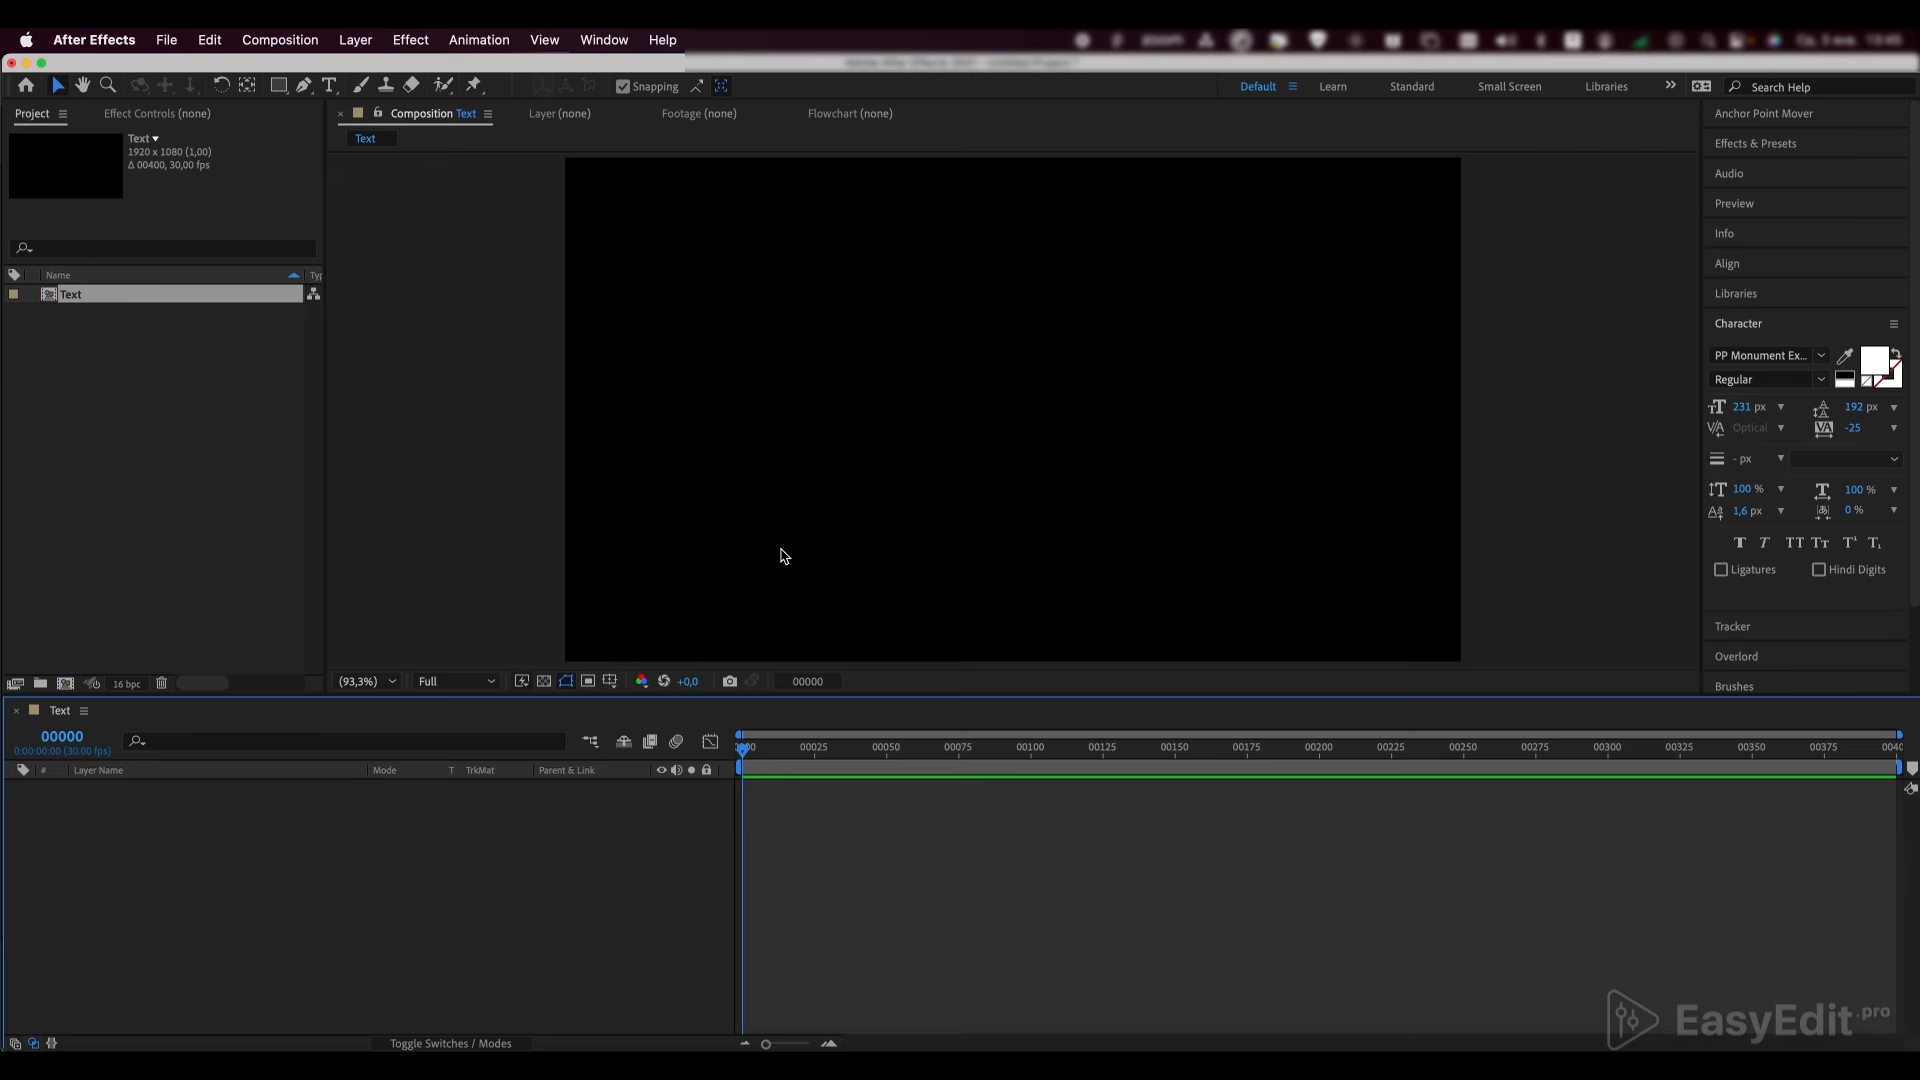 After Effects File Edit Composition Layer Effect Animation View Window Help
Snapping Default Learn Standard Small Screen Libraries Search Help
Project Effect Controls (none) Composition Text Layer (none) Footage (none) Flowchart (none) Anchor Point Mover
Text
1920 x 1080 (1,00)
Δ 00400, 30,00 fps
Text
Effects & Presets
Audio
Preview
Info
Align
Libraries
Name Typ
Text
Character
PP Monument Ex...
Regular
231 px 192 px
Optical -25
- px
100 % 100 %
1,6 px 0 %
Ligatures Hindi Digits
Tracker
Overlord
Brushes
16 bpc (93,3%) Full +0,0 00000
Text
00000
0:00:00:00 (30.00 fps)
00025 00050 00075 00100 00125 00150 00175 00200 00225 00250 00275 00300 00325 00350 00375 0040
# Layer Name Mode T TrkMat Parent & Link
EasyEdit.pro
Toggle Switches / Modes